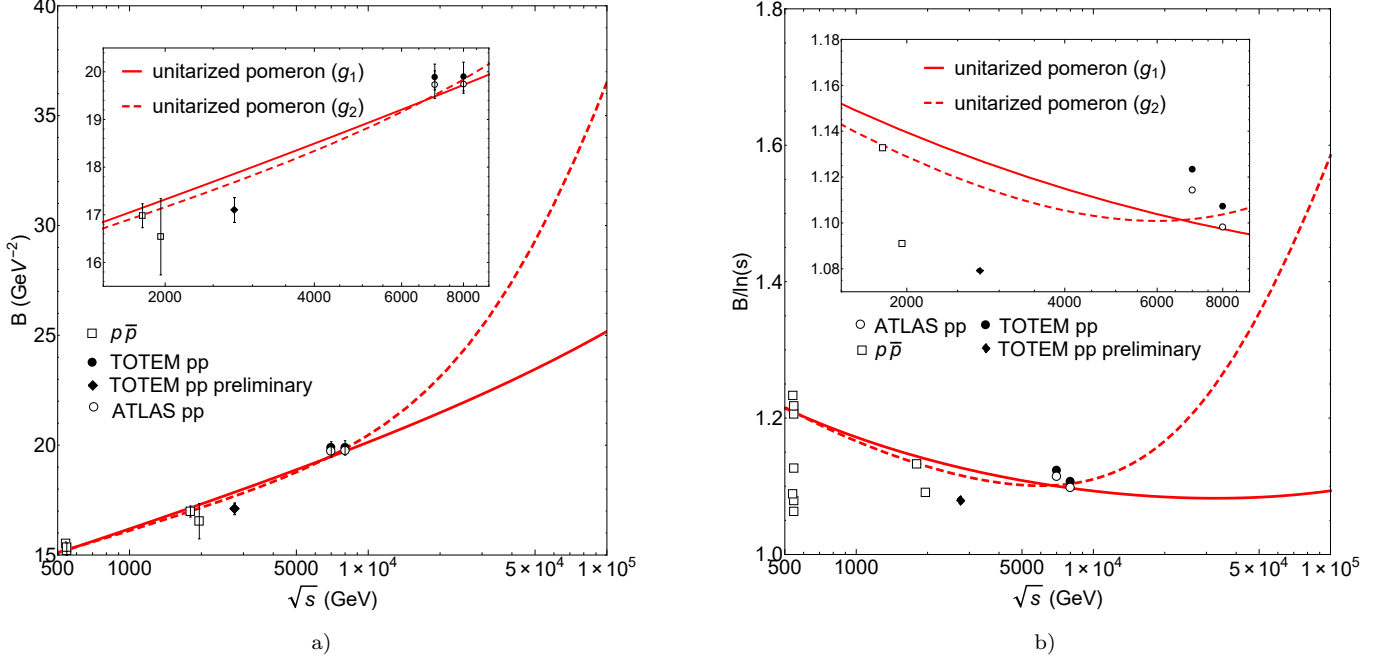 40
35
30
25
20
15
B (GeV⁻²)
500
1000
5000
1 × 10⁴
5 × 10⁴
1 × 10⁵
√s (GeV)
20
19
18
17
16
2000
4000
6000
8000
unitarized pomeron (g₁)
unitarized pomeron (g₂)
pp̅
TOTEM pp
TOTEM pp preliminary
ATLAS pp
a)
1.8
1.6
1.4
1.2
1.0
B/ln(s)
500
1000
5000
1 × 10⁴
5 × 10⁴
1 × 10⁵
√s (GeV)
1.18
1.16
1.14
1.12
1.10
1.08
2000
4000
6000
8000
unitarized pomeron (g₁)
unitarized pomeron (g₂)
ATLAS pp
TOTEM pp
pp̅
TOTEM pp preliminary
b)